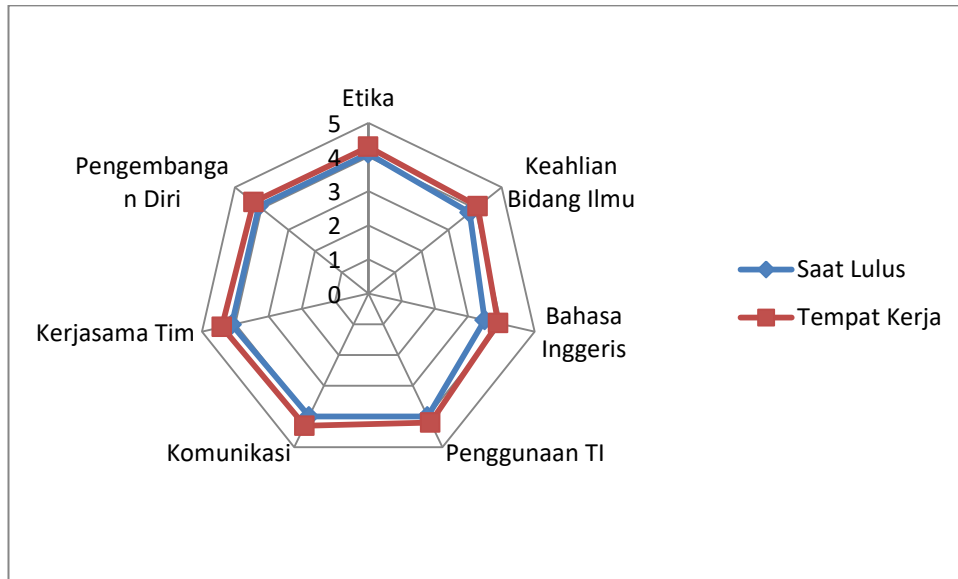 Etika
5
4
3
2
1
0
Keahlian
Bidang Ilmu
Bahasa
Inggeris
Penggunaan TI
Komunikasi
Kerjasama Tim
Pengembanga
n Diri
Saat Lulus
Tempat Kerja